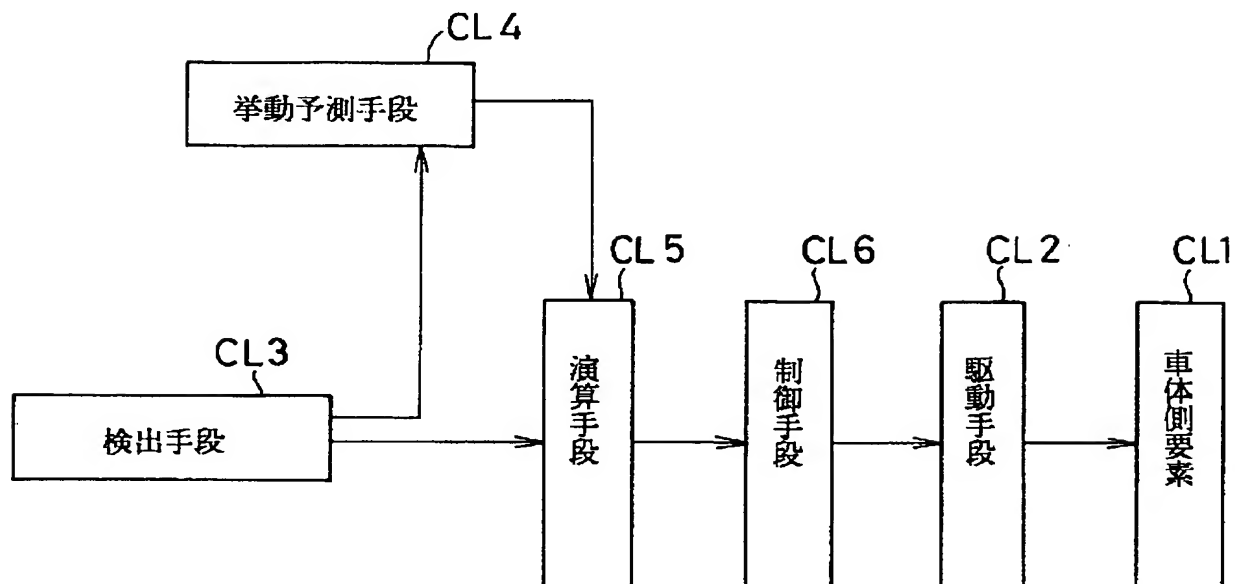 CL4
挙動予測手段
CL5
CL6
CL2
CL1
CL3
検出手段
演算手段
制御手段
駆動手段
車体側要素